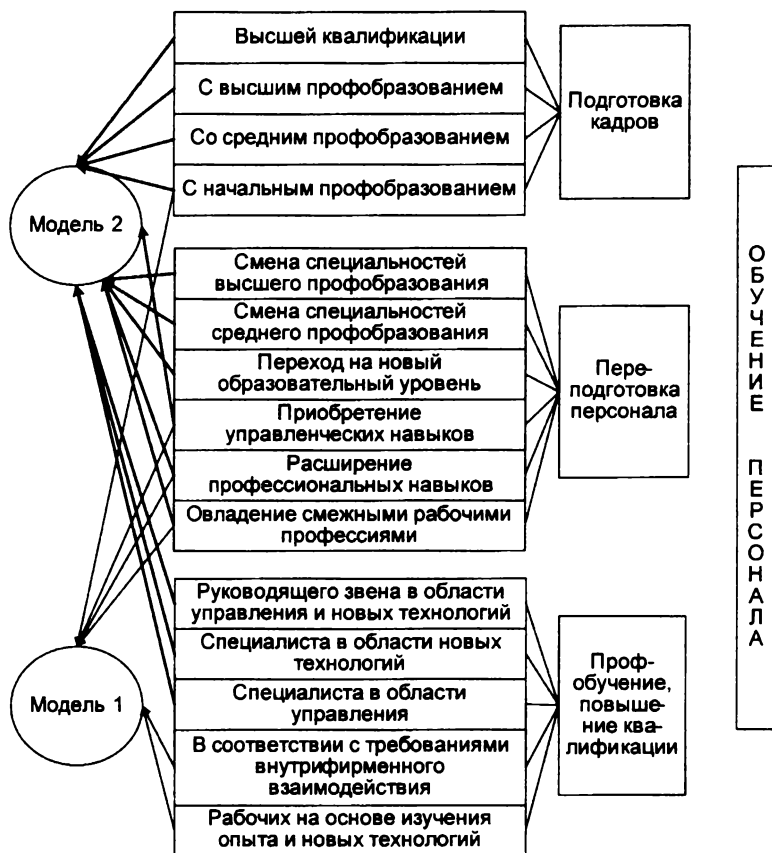 Высшей квалификации
С высшим профобразованием
Со средним профобразованием
С начальным профобразованием
Подготовка
кадров
Модель 2
Смена специальностей
высшего профобразования
Смена специальностей
среднего профобразования
Переход на новый
образовательный уровень
Приобретение
управленческих навыков
Расширение
профессиональных навыков
Овладение смежными рабочими
профессиями
Пере-
подготовка
персонала
Руководящего звена в области
управления и новых технологий
Специалиста в области новых
технологий
Специалиста в области
управления
В соответствии с требованиями
внутрифирменного
взаимодействия
Рабочих на основе изучения
опыта и новых технологий
Модель 1
Проф-
обучение,
повыше-
ние ква-
лификации
ОБУЧЕНИЕ ПЕРСОНАЛА